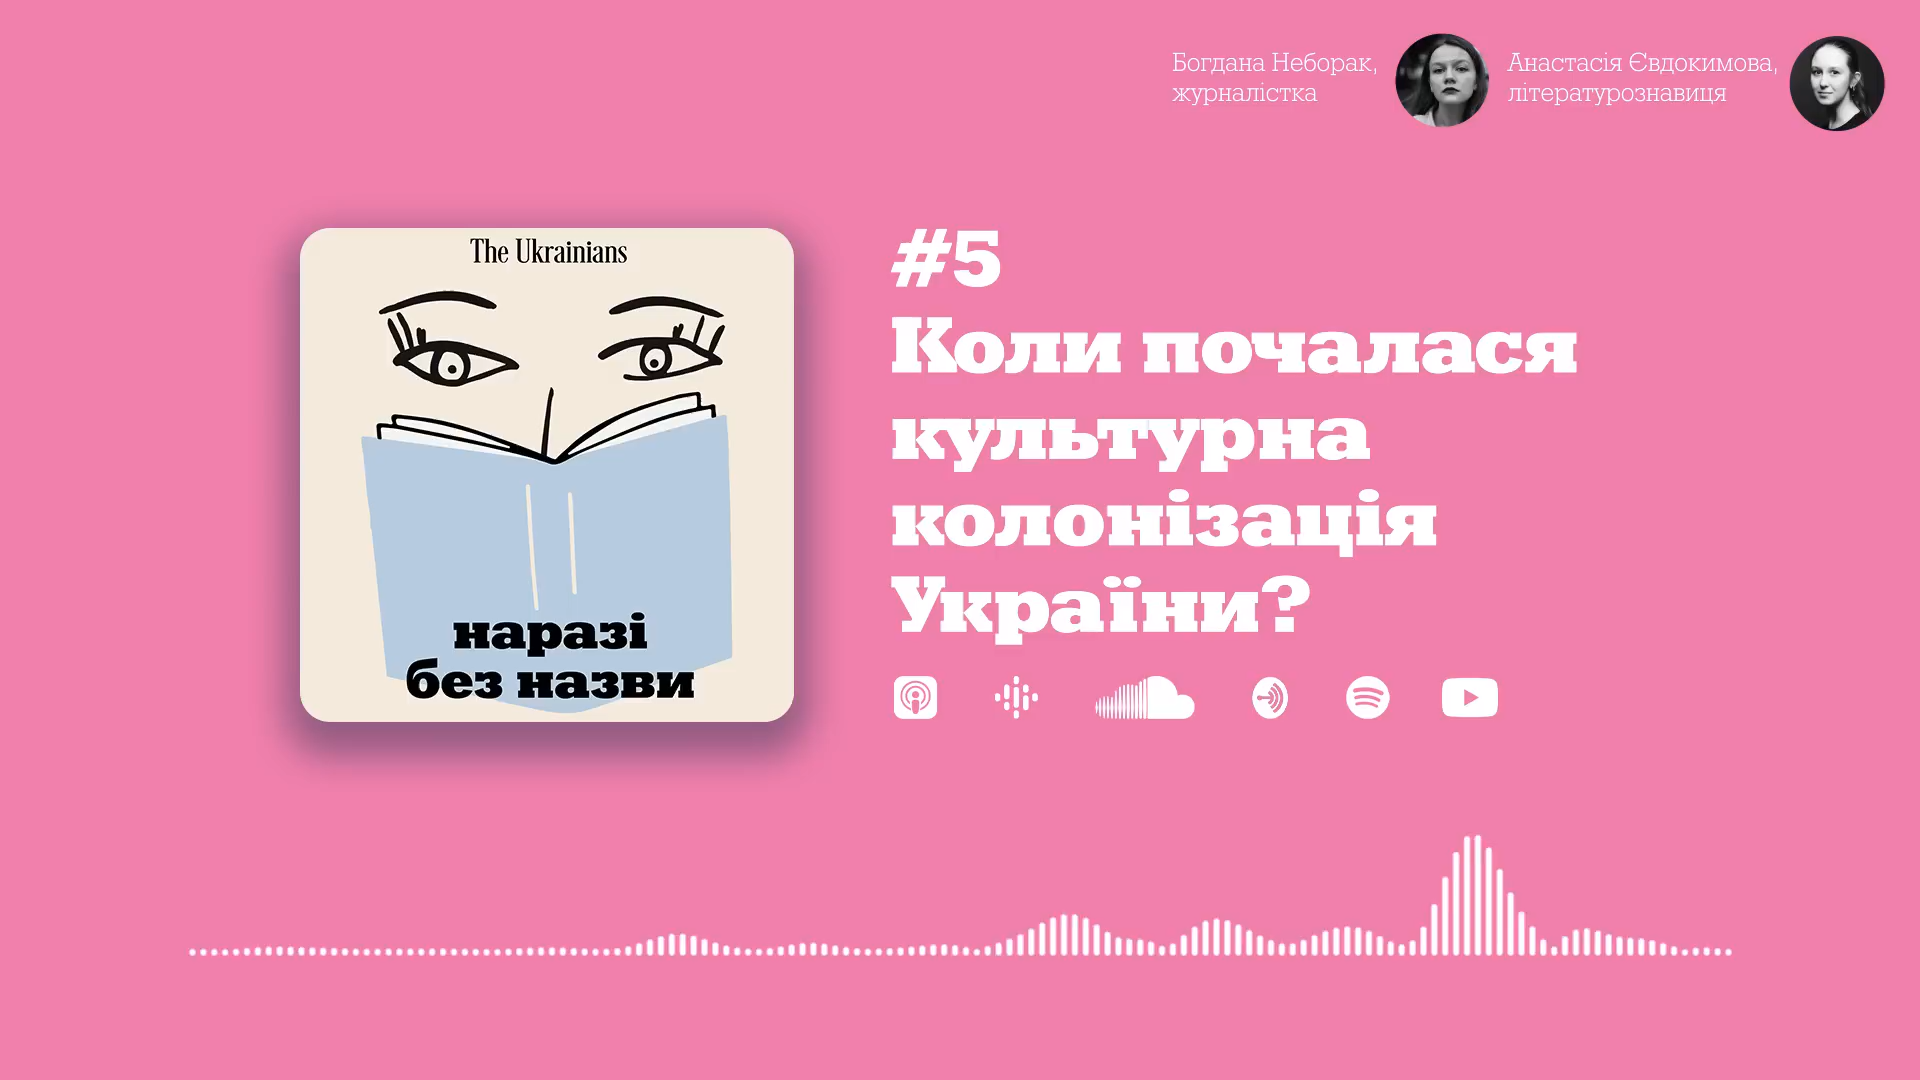 Богдана Неборак,
журналістка
Анастасія Євдокимова,
літературознавиця
The Ukrainians
наразі
без назви
#5
Коли почалася
культурна
колонізація
України?